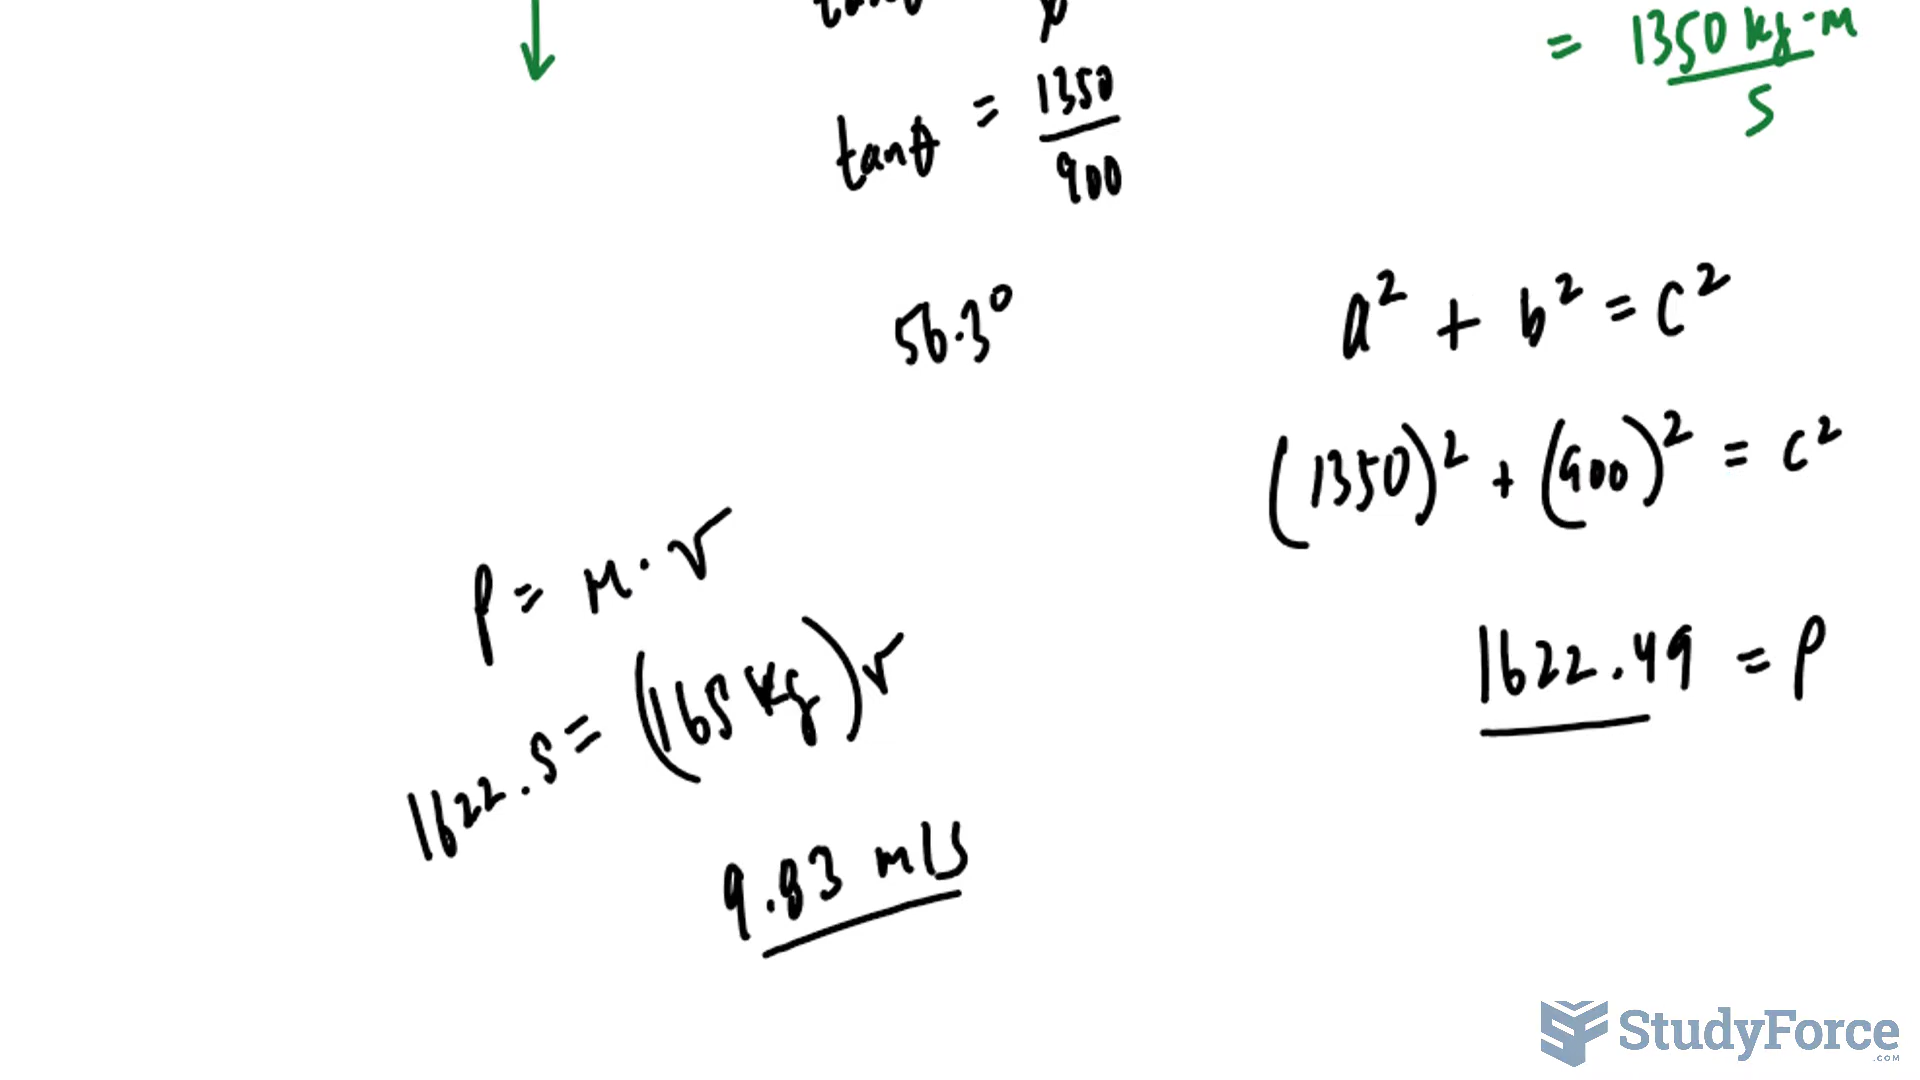 = 1350 kg·m
s
tanθ = 1350
900
56.3°
a² + b² = c²
(1350)² + (900)² = c²
p = m·v
1622.49 = p
1622.5 = (165 kg) v
9.83 m/s
StudyForce
.COM